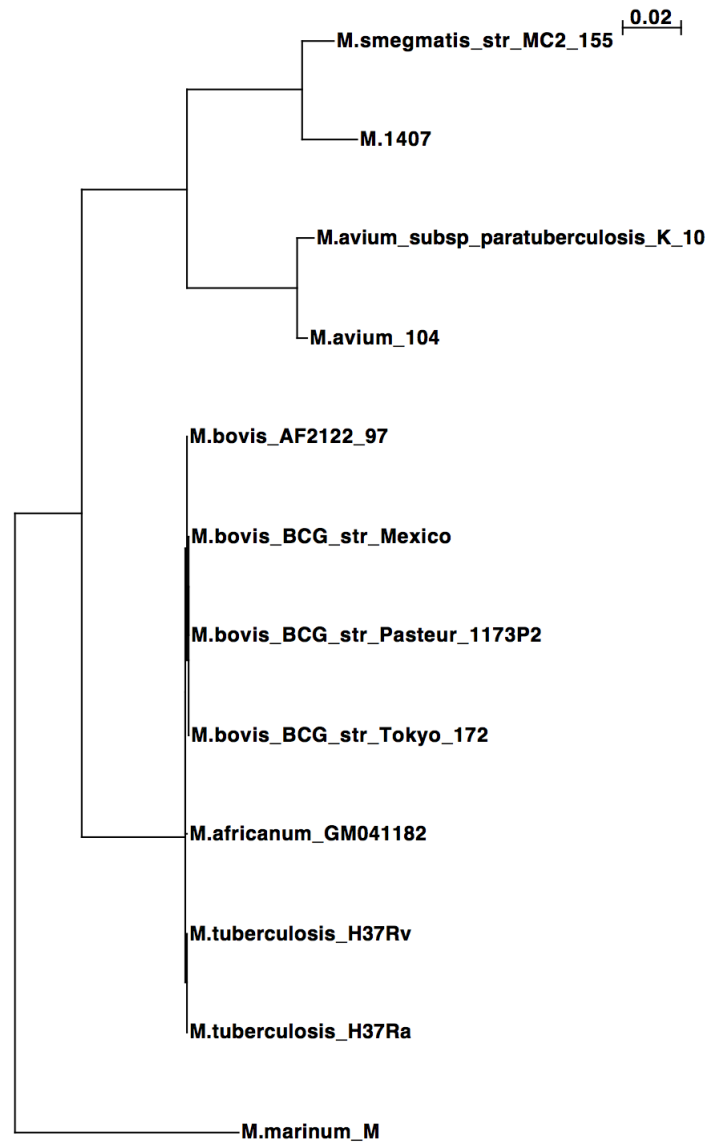 0.02
M.smegmatis_str_MC2_155
M.1407
M.avium_subsp_paratuberculosis_K_10
M.avium_104
M.bovis_AF2122_97
M.bovis_BCG_str_Mexico
M.bovis_BCG_str_Pasteur_1173P2
M.bovis_BCG_str_Tokyo_172
M.africanum_GM041182
M.tuberculosis_H37Rv
M.tuberculosis_H37Ra
M.marinum_M